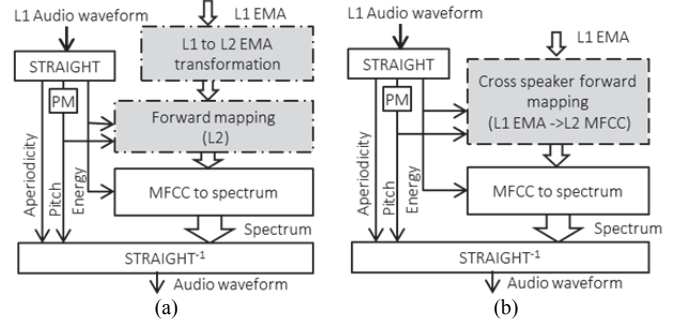 L1 Audio waveform
L1 EMA
STRAIGHT
L1 to L2 EMA
transformation
PM
Forward mapping
(L2)
Aperiodicity
Pitch
Energy
MFCC to spectrum
Spectrum
STRAIGHT-1
Audio waveform
(a)
L1 Audio waveform
L1 EMA
STRAIGHT
Cross speaker forward
mapping
(L1 EMA ->L2 MFCC)
PM
Aperiodicity
Pitch
Energy
MFCC to spectrum
Spectrum
STRAIGHT-1
Audio waveform
(b)